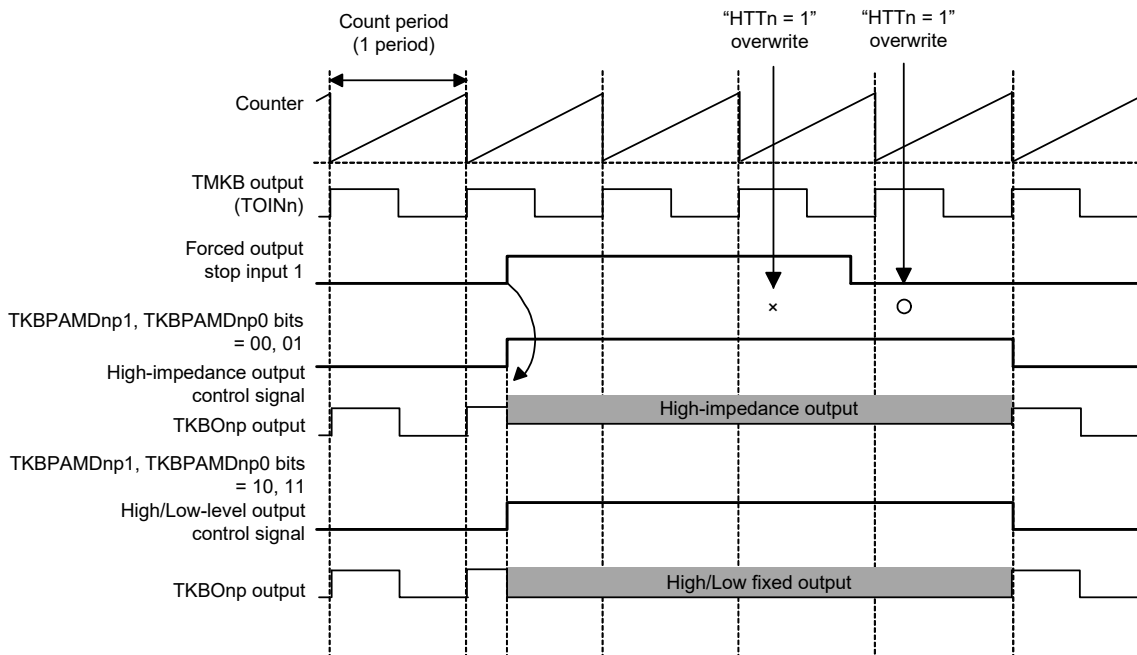 Count period
(1 period)
“HTTn = 1”
overwrite
“HTTn = 1”
overwrite
Counter
TMKB output
(TOINn)
Forced output
stop input 1
×
TKBPAMDnp1, TKBPAMDnp0 bits
= 00, 01
High-impedance output
control signal
High-impedance output
TKBOnp output
TKBPAMDnp1, TKBPAMDnp0 bits
= 10, 11
High/Low-level output
control signal
High/Low fixed output
TKBOnp output